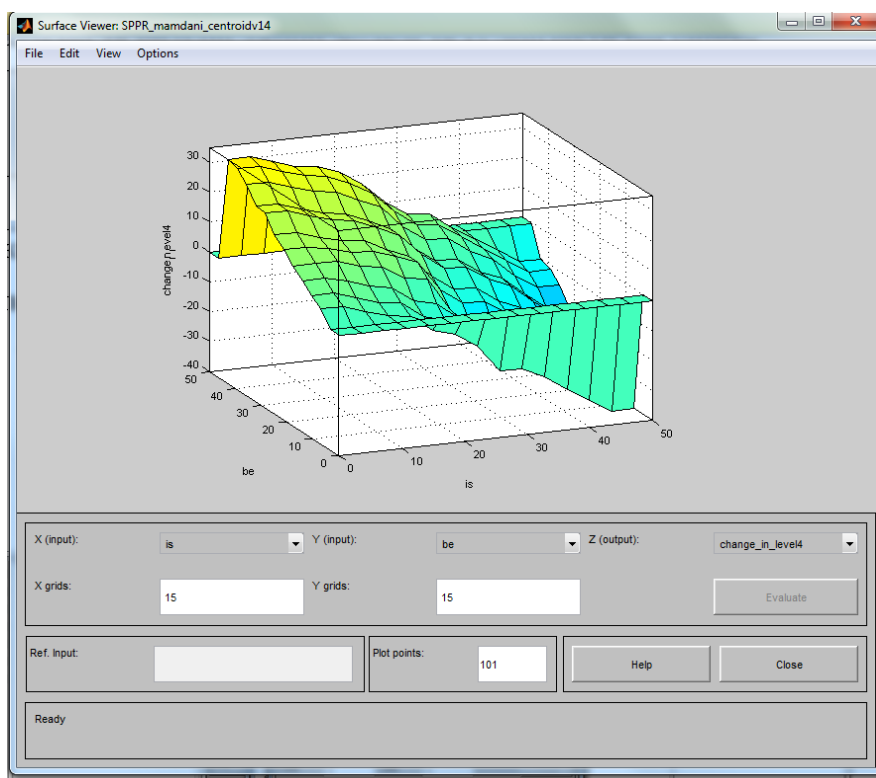 Surface Viewer: SPPR_mamdani_centroidv14
File Edit View Options
30
20
10
0
-10
-20
-30
-40
50
40
30
20
10
0
0
10
20
30
40
50
be
is
X (input): is Y (input): be Z (output): change_in_level4
X grids: 15 Y grids: 15 Evaluate
Ref. Input: Plot points: 101 Help Close
Ready